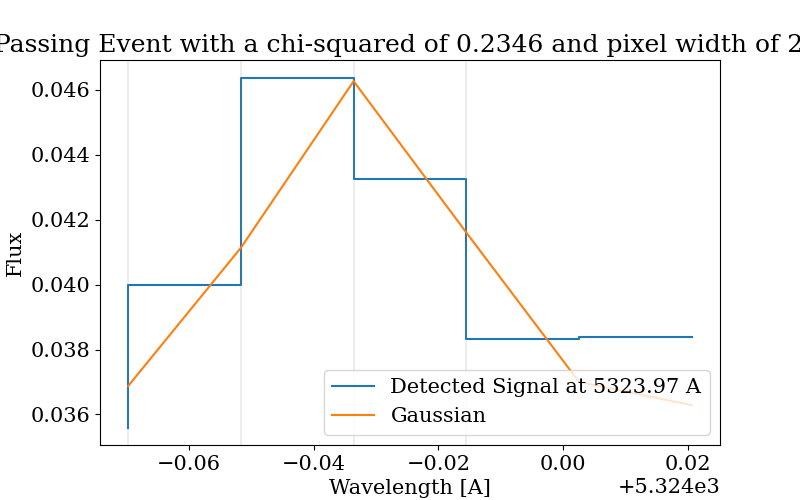 Passing Event with a chi-squared of 0.2346 and pixel width of 2
0.046
0.044
0.042
0.040
0.038
0.036
Flux
Detected Signal at 5323.97 A
Gaussian
−0.06
−0.04
−0.02
0.00
0.02
Wavelength [A]
+5.324e3